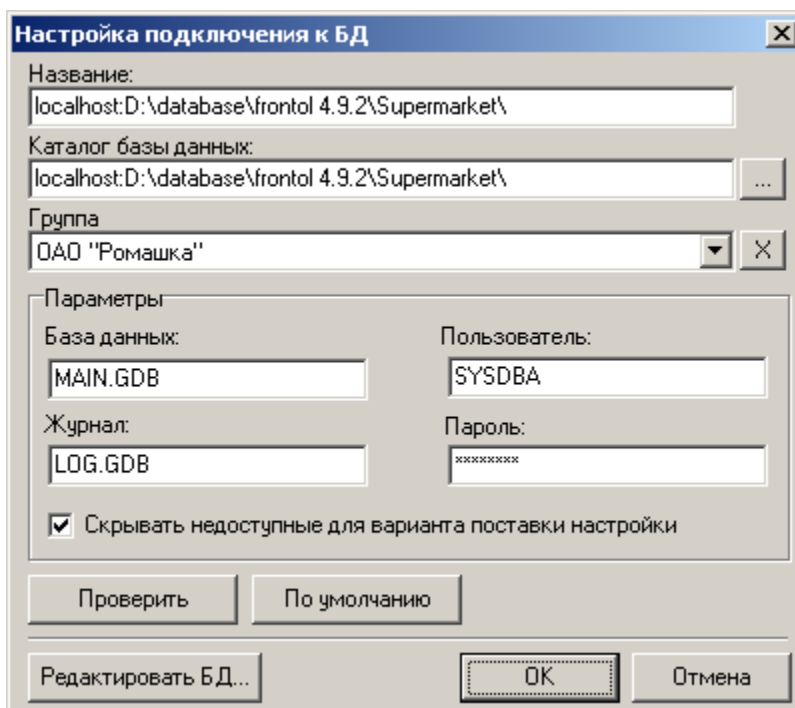 Настройка подключения к БД
Название:
localhost:D:\database\frontol 4.9.2\Supermarket\
Каталог базы данных:
localhost:D:\database\frontol 4.9.2\Supermarket\
...
Группа
ОАО "Ромашка"
X
Параметры
База данных:
Пользователь:
MAIN.GDB
SYSDBA
Журнал:
Пароль:
LOG.GDB
********
Скрывать недоступные для варианта поставки настройки
Проверить
По умолчанию
Редактировать БД...
OK
Отмена